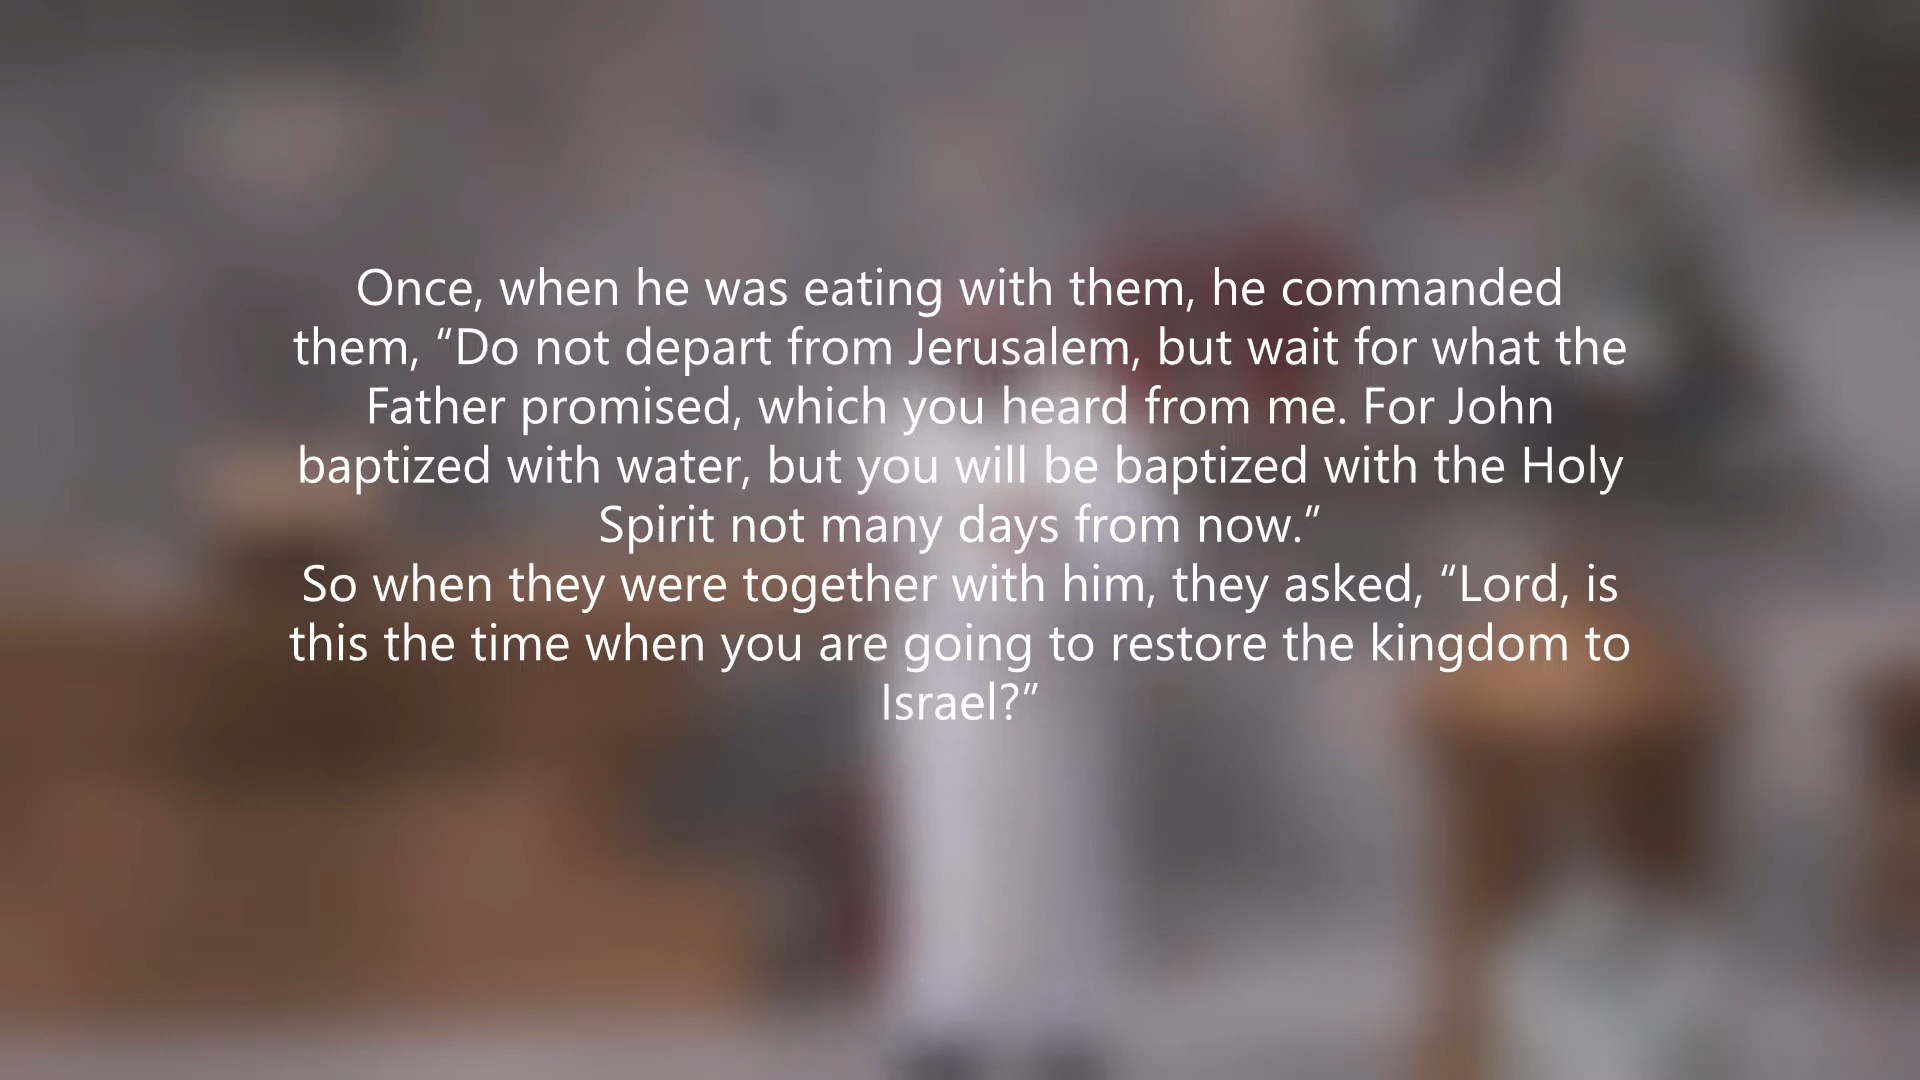 Once, when he was eating with them, he commanded
them, “Do not depart from Jerusalem, but wait for what the
Father promised, which you heard from me. For John
baptized with water, but you will be baptized with the Holy
Spirit not many days from now.”
So when they were together with him, they asked, “Lord, is
this the time when you are going to restore the kingdom to
Israel?”